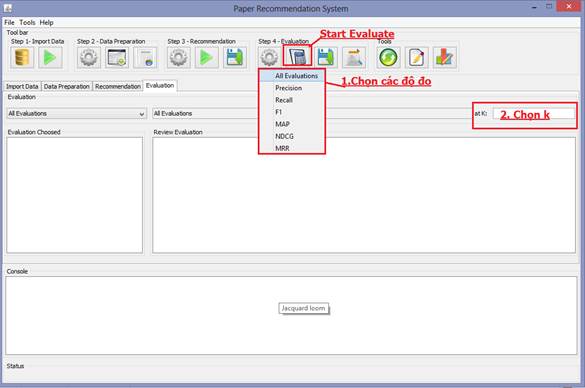 Paper Recommendation System
File Tools Help
Tool bar
Step 1- Import Data
Step 2 - Data Preparation
Step 3 - Recommendation
Step 4 - Evaluation
Tools
Start Evaluate
All Evaluations
Precision
Recall
F1
MAP
NDCG
MRR
1.Chọn các độ đo
Import Data
Data Preparation
Recommendation
Evaluation
Evaluation
All Evaluations
All Evaluations
at K:
2. Chọn k
Evaluation Choosed
Review Evaluation
Console
Jacquard loom
Status